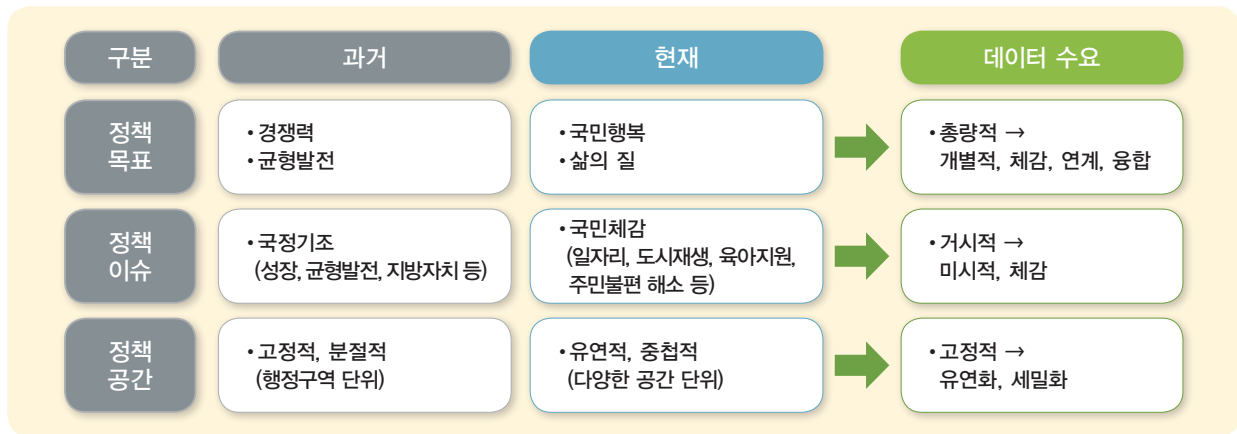 구분
과거
현재
데이터 수요
정책
목표
•경쟁력
•균형발전
•국민행복
•삶의 질
•총량적 →
개별적, 체감, 연계, 융합
정책
이슈
•국정기조
(성장, 균형발전, 지방자치 등)
•국민체감
(일자리, 도시재생, 육아지원,
주민불편 해소 등)
•거시적 →
미시적, 체감
정책
공간
•고정적, 분절적
(행정구역 단위)
•유연적, 중첩적
(다양한 공간 단위)
•고정적 →
유연화, 세밀화